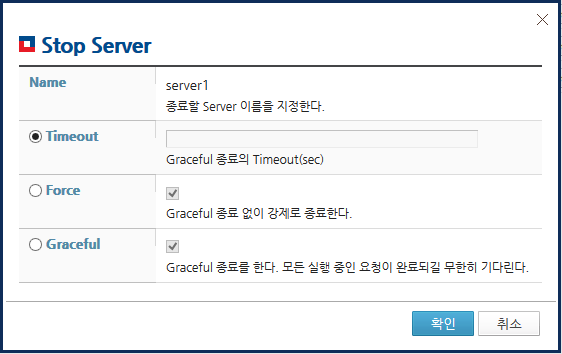 Stop Server
Name
server1
종료할 Server 이름을 지정한다.
Timeout
Graceful 종료의 Timeout(sec)
Force
Graceful 종료 없이 강제로 종료한다.
Graceful
Graceful 종료를 한다. 모든 실행 중인 요청이 완료되길 무한히 기다린다.
확인
취소